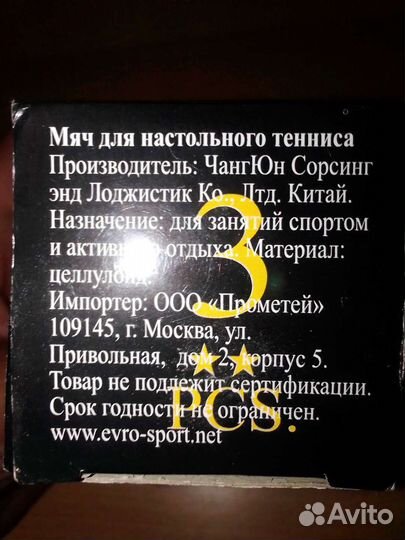 Мяч для настольного тенниса
Производитель: ЧангЮн Сорсинг
энд Лоджистик Ко., Лтд. Китай.
Назначение: для занятий спортом
и активного отдыха. Материал:
целлулоид.
Импортер: ООО «Прометей»
109145, г. Москва, ул.
Привольная, дом 2, корпус 5.
Товар не подлежит сертификации.
Срок годности не ограничен.
www.evro-sport.net
3
PCS.
Avito